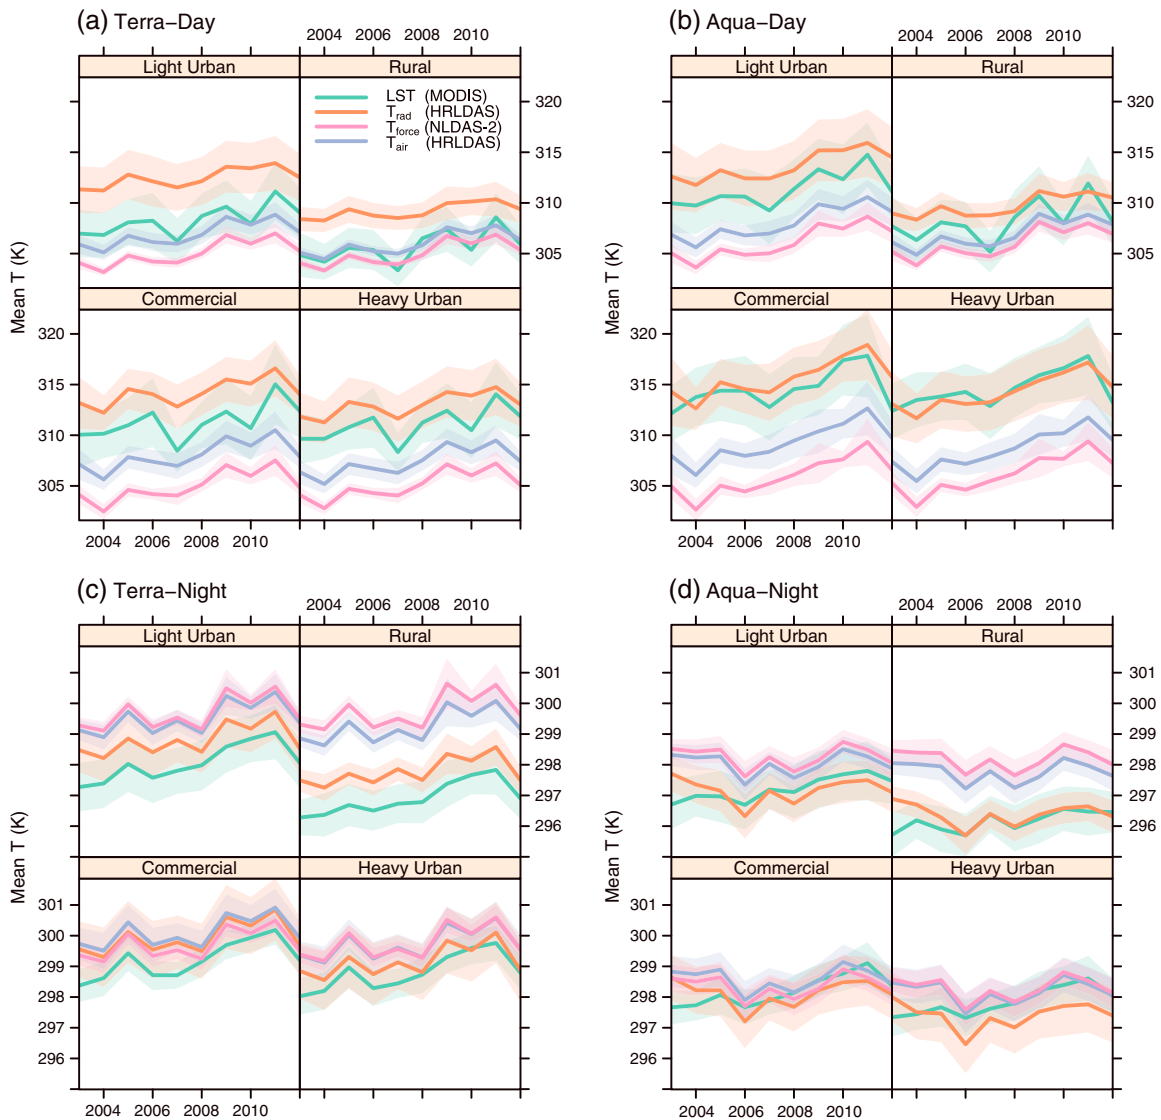 (a) Terra−Day
2004 2006 2008 2010
Light Urban
Rural
LST (MODIS)
Trad (HRLDAS)
Tforce (NLDAS-2)
Tair (HRLDAS)
320
315
310
305
Commercial
Heavy Urban
320
315
310
305
Mean T (K)
2004 2006 2008 2010
(b) Aqua−Day
2004 2006 2008 2010
Light Urban
Rural
320
315
310
305
Commercial
Heavy Urban
320
315
310
305
Mean T (K)
2004 2006 2008 2010
(c) Terra−Night
2004 2006 2008 2010
Light Urban
Rural
301
300
299
298
297
296
Commercial
Heavy Urban
301
300
299
298
297
296
Mean T (K)
2004 2006 2008 2010
(d) Aqua−Night
2004 2006 2008 2010
Light Urban
Rural
301
300
299
298
297
296
Commercial
Heavy Urban
301
300
299
298
297
296
Mean T (K)
2004 2006 2008 2010